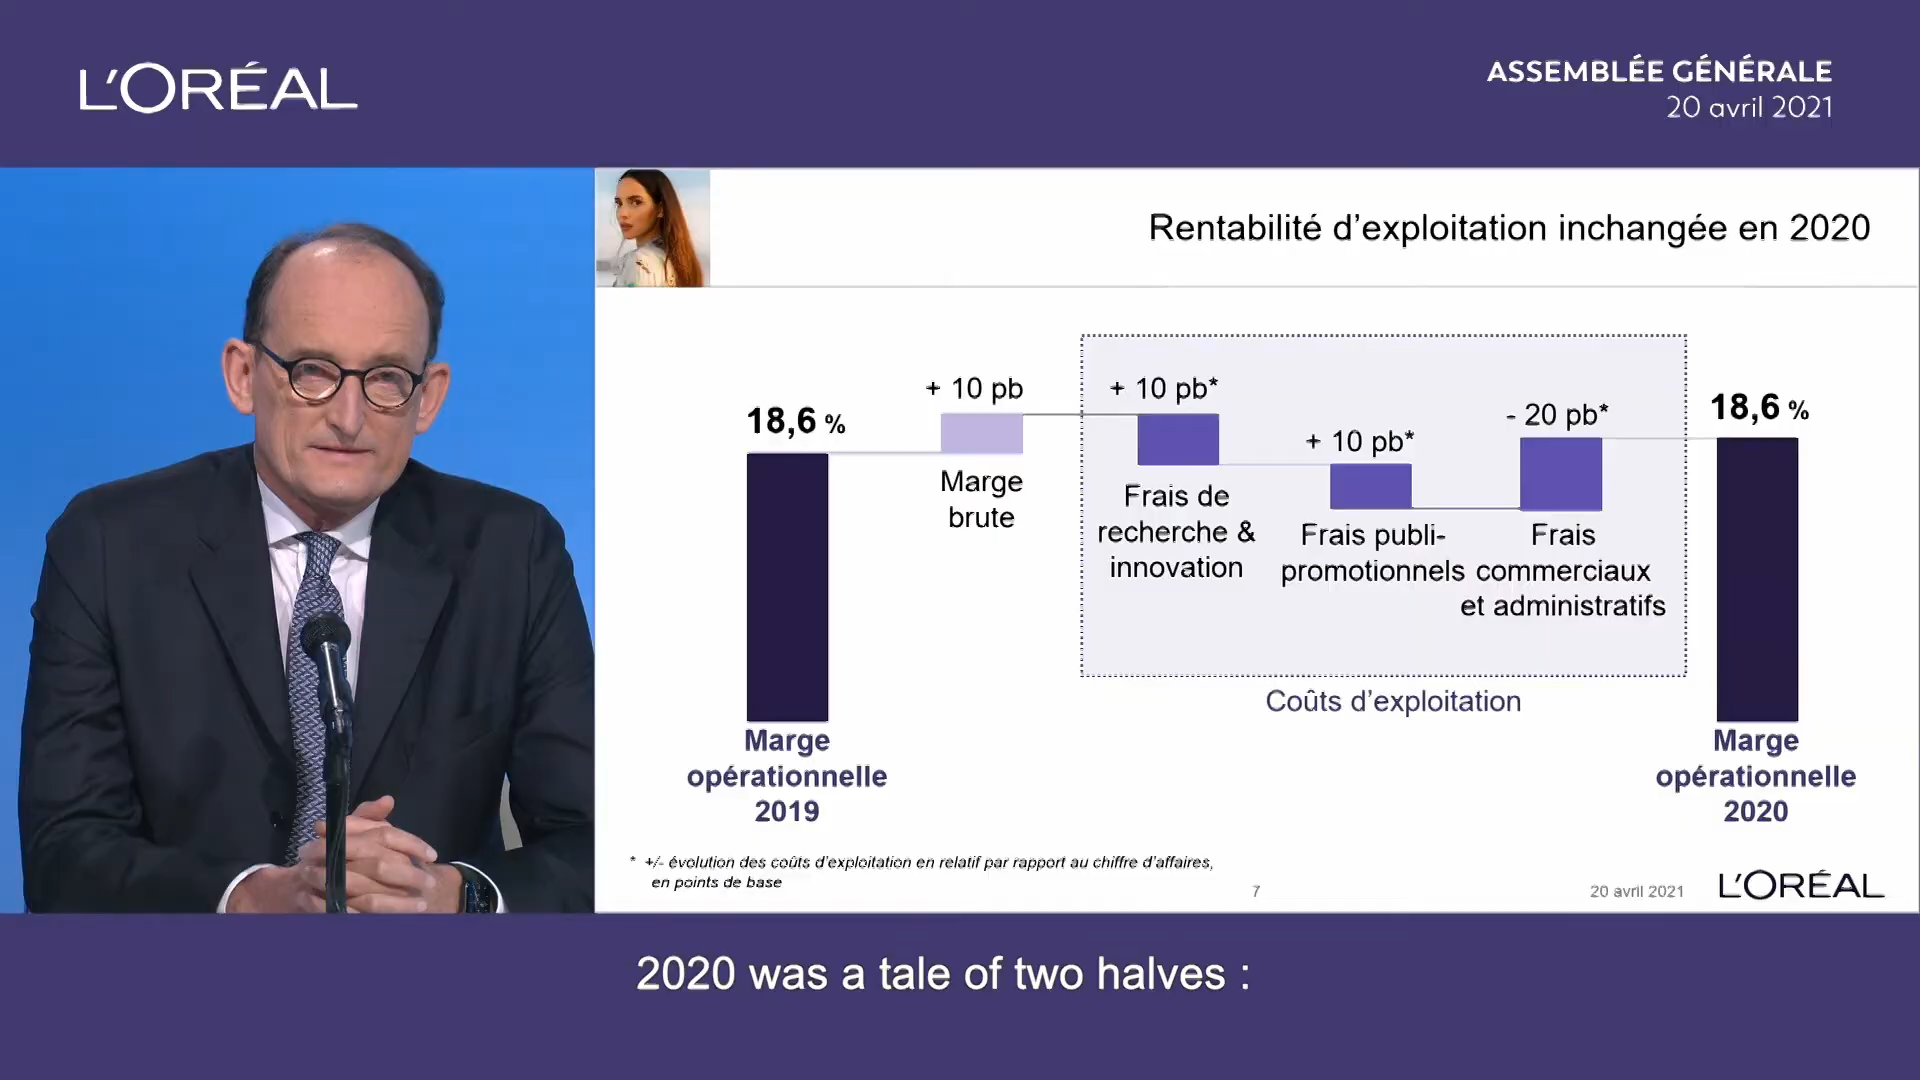 L'ORÉAL
ASSEMBLÉE GÉNÉRALE
20 avril 2021
Rentabilité d'exploitation inchangée en 2020
18,6 %
+ 10 pb
+ 10 pb*
+ 10 pb*
- 20 pb*
18,6 %
Marge
brute
Frais de
recherche &
innovation
Frais publi-
promotionnels
Frais
commerciaux
et administratifs
Coûts d'exploitation
Marge
opérationnelle
2019
Marge
opérationnelle
2020
* +/- évolution des coûts d'exploitation en relatif par rapport au chiffre d'affaires,
en points de base
7
20 avril 2021
L'ORÉAL
2020 was a tale of two halves :